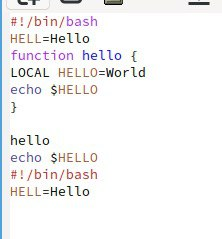 #!/bin/bash
HELL=Hello
function hello {
LOCAL HELLO=World
echo $HELLO
}
hello
echo $HELLO
#!/bin/bash
HELL=Hello